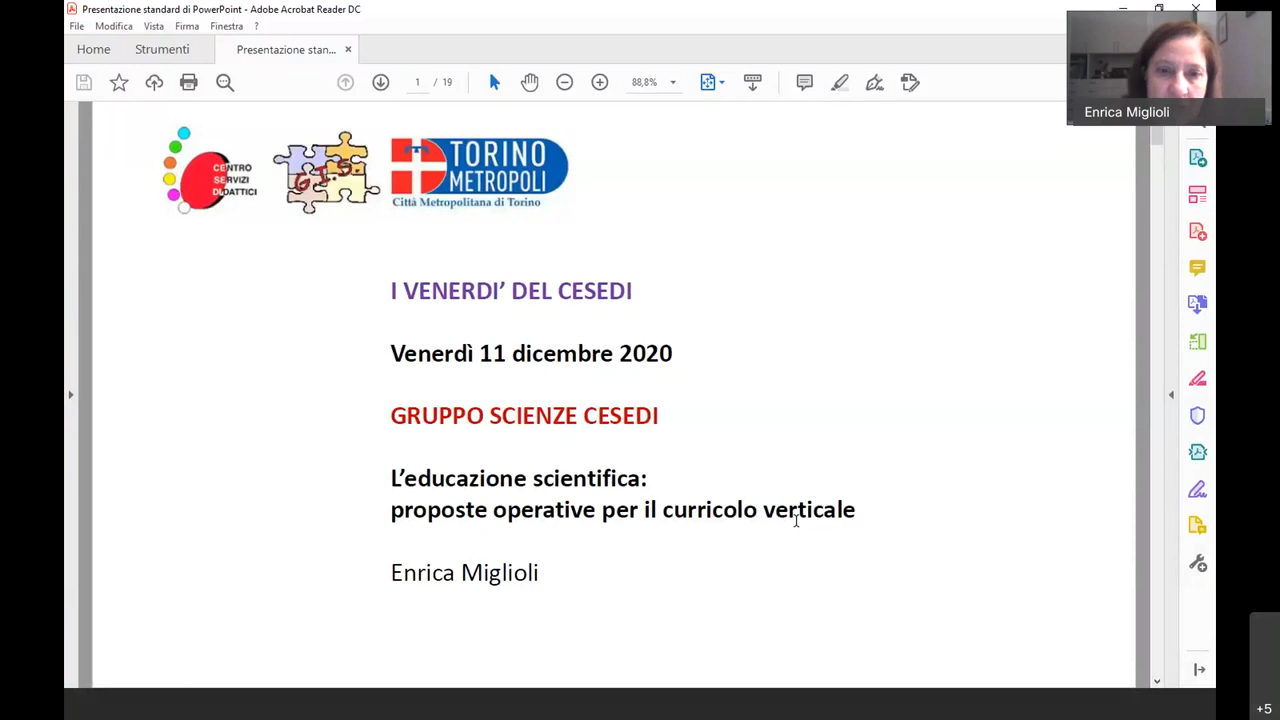 Presentazione standard di PowerPoint - Adobe Acrobat Reader DC
File Modifica Vista Firma Finestra ?
Home Strumenti Presentazione stan... ×
1 / 19 88,8%
Enrica Miglioli
CENTRO
SERVIZI
DIDATTICI
G.I.S.
TORINO
METROPOLI
Città Metropolitana di Torino
I VENERDI’ DEL CESEDI
Venerdì 11 dicembre 2020
GRUPPO SCIENZE CESEDI
L’educazione scientifica:
proposte operative per il curricolo verticale
Enrica Miglioli
+5